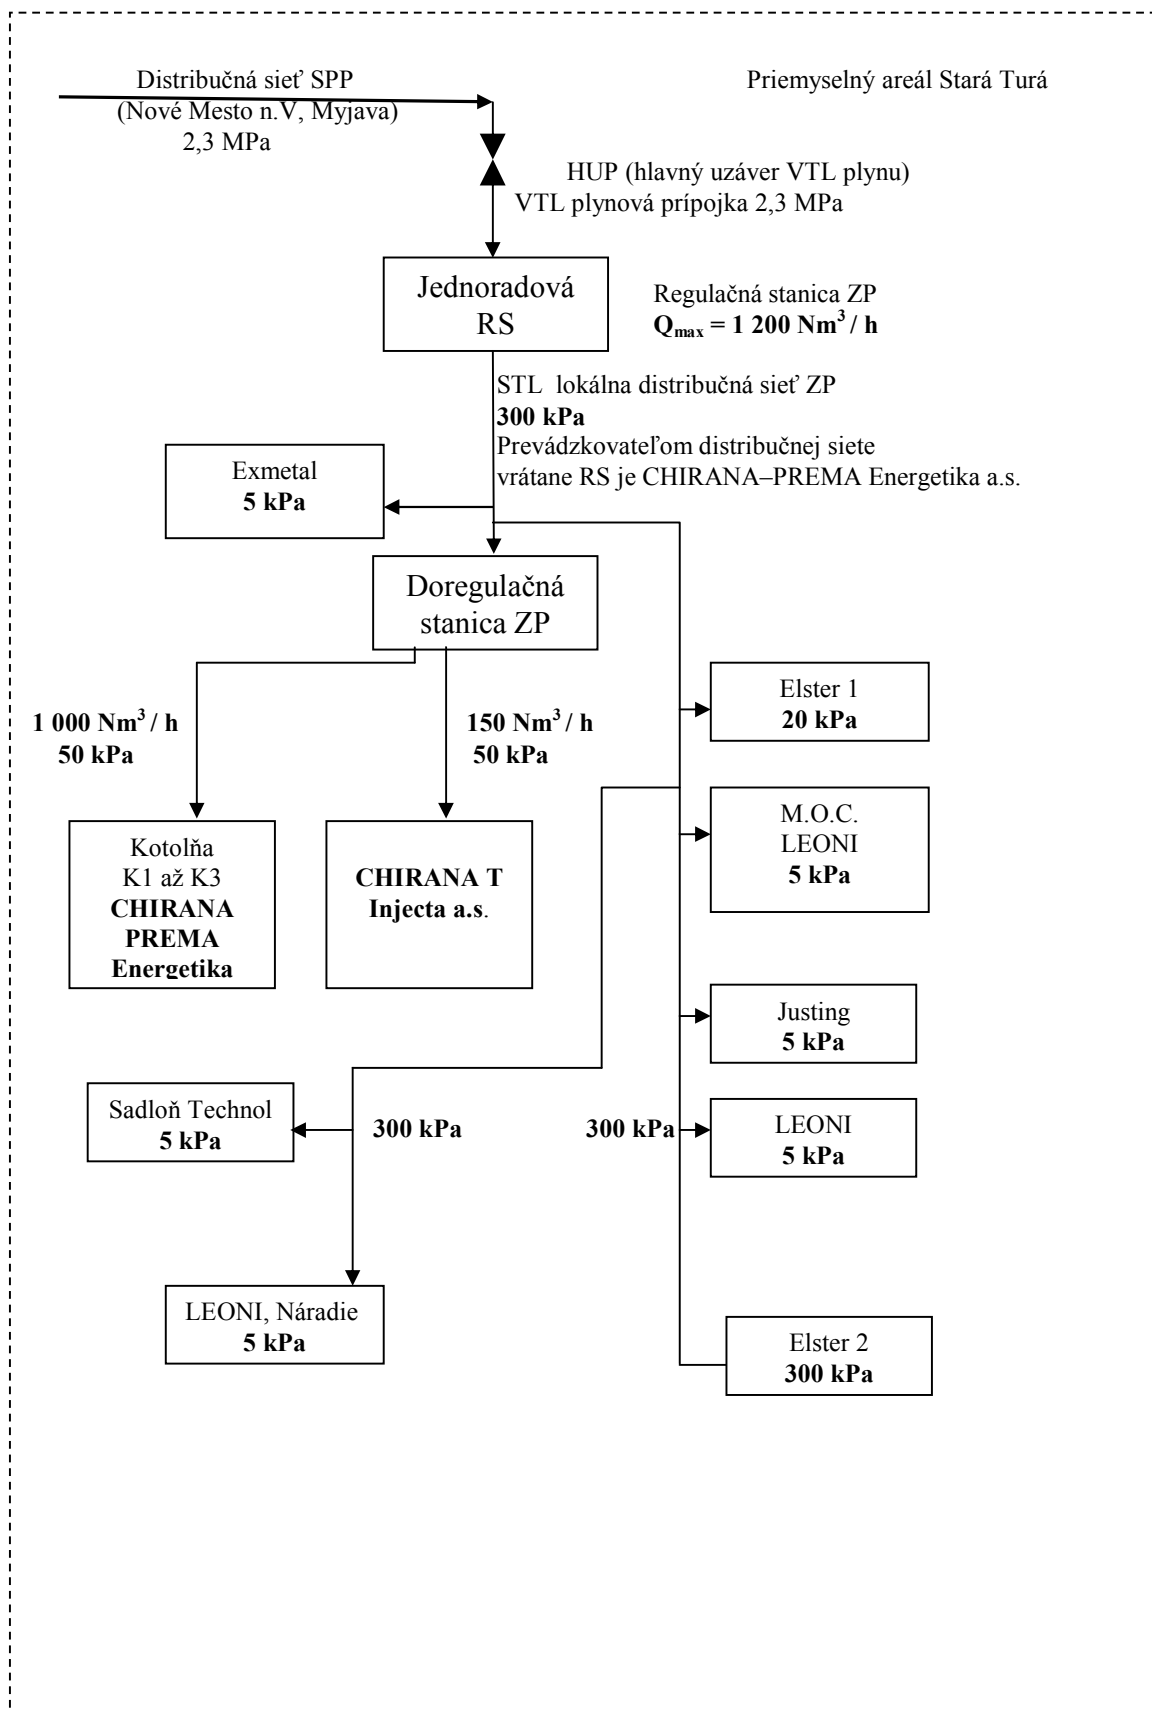 Distribučná sieť SPP
Priemyselný areál Stará Turá
(Nové Mesto n.V, Myjava)
2,3 MPa
HUP (hlavný uzáver VTL plynu)
VTL plynová prípojka 2,3 MPa
Jednoradová
RS
Regulačná stanica ZP
Qmax = 1 200 Nm³ / h
STL lokálna distribučná sieť ZP
300 kPa
Prevádzkovateľom distribučnej siete
vrátane RS je CHIRANA–PREMA Energetika a.s.
Exmetal
5 kPa
Doregulačná
stanica ZP
1 000 Nm³ / h
50 kPa
150 Nm³ / h
50 kPa
Elster 1
20 kPa
M.O.C.
LEONI
5 kPa
Kotolňa
K1 až K3
CHIRANA
PREMA
Energetika
CHIRANA T
Injecta a.s.
Justing
5 kPa
Sadloň Technol
5 kPa
300 kPa
300 kPa
LEONI
5 kPa
LEONI, Náradie
5 kPa
Elster 2
300 kPa